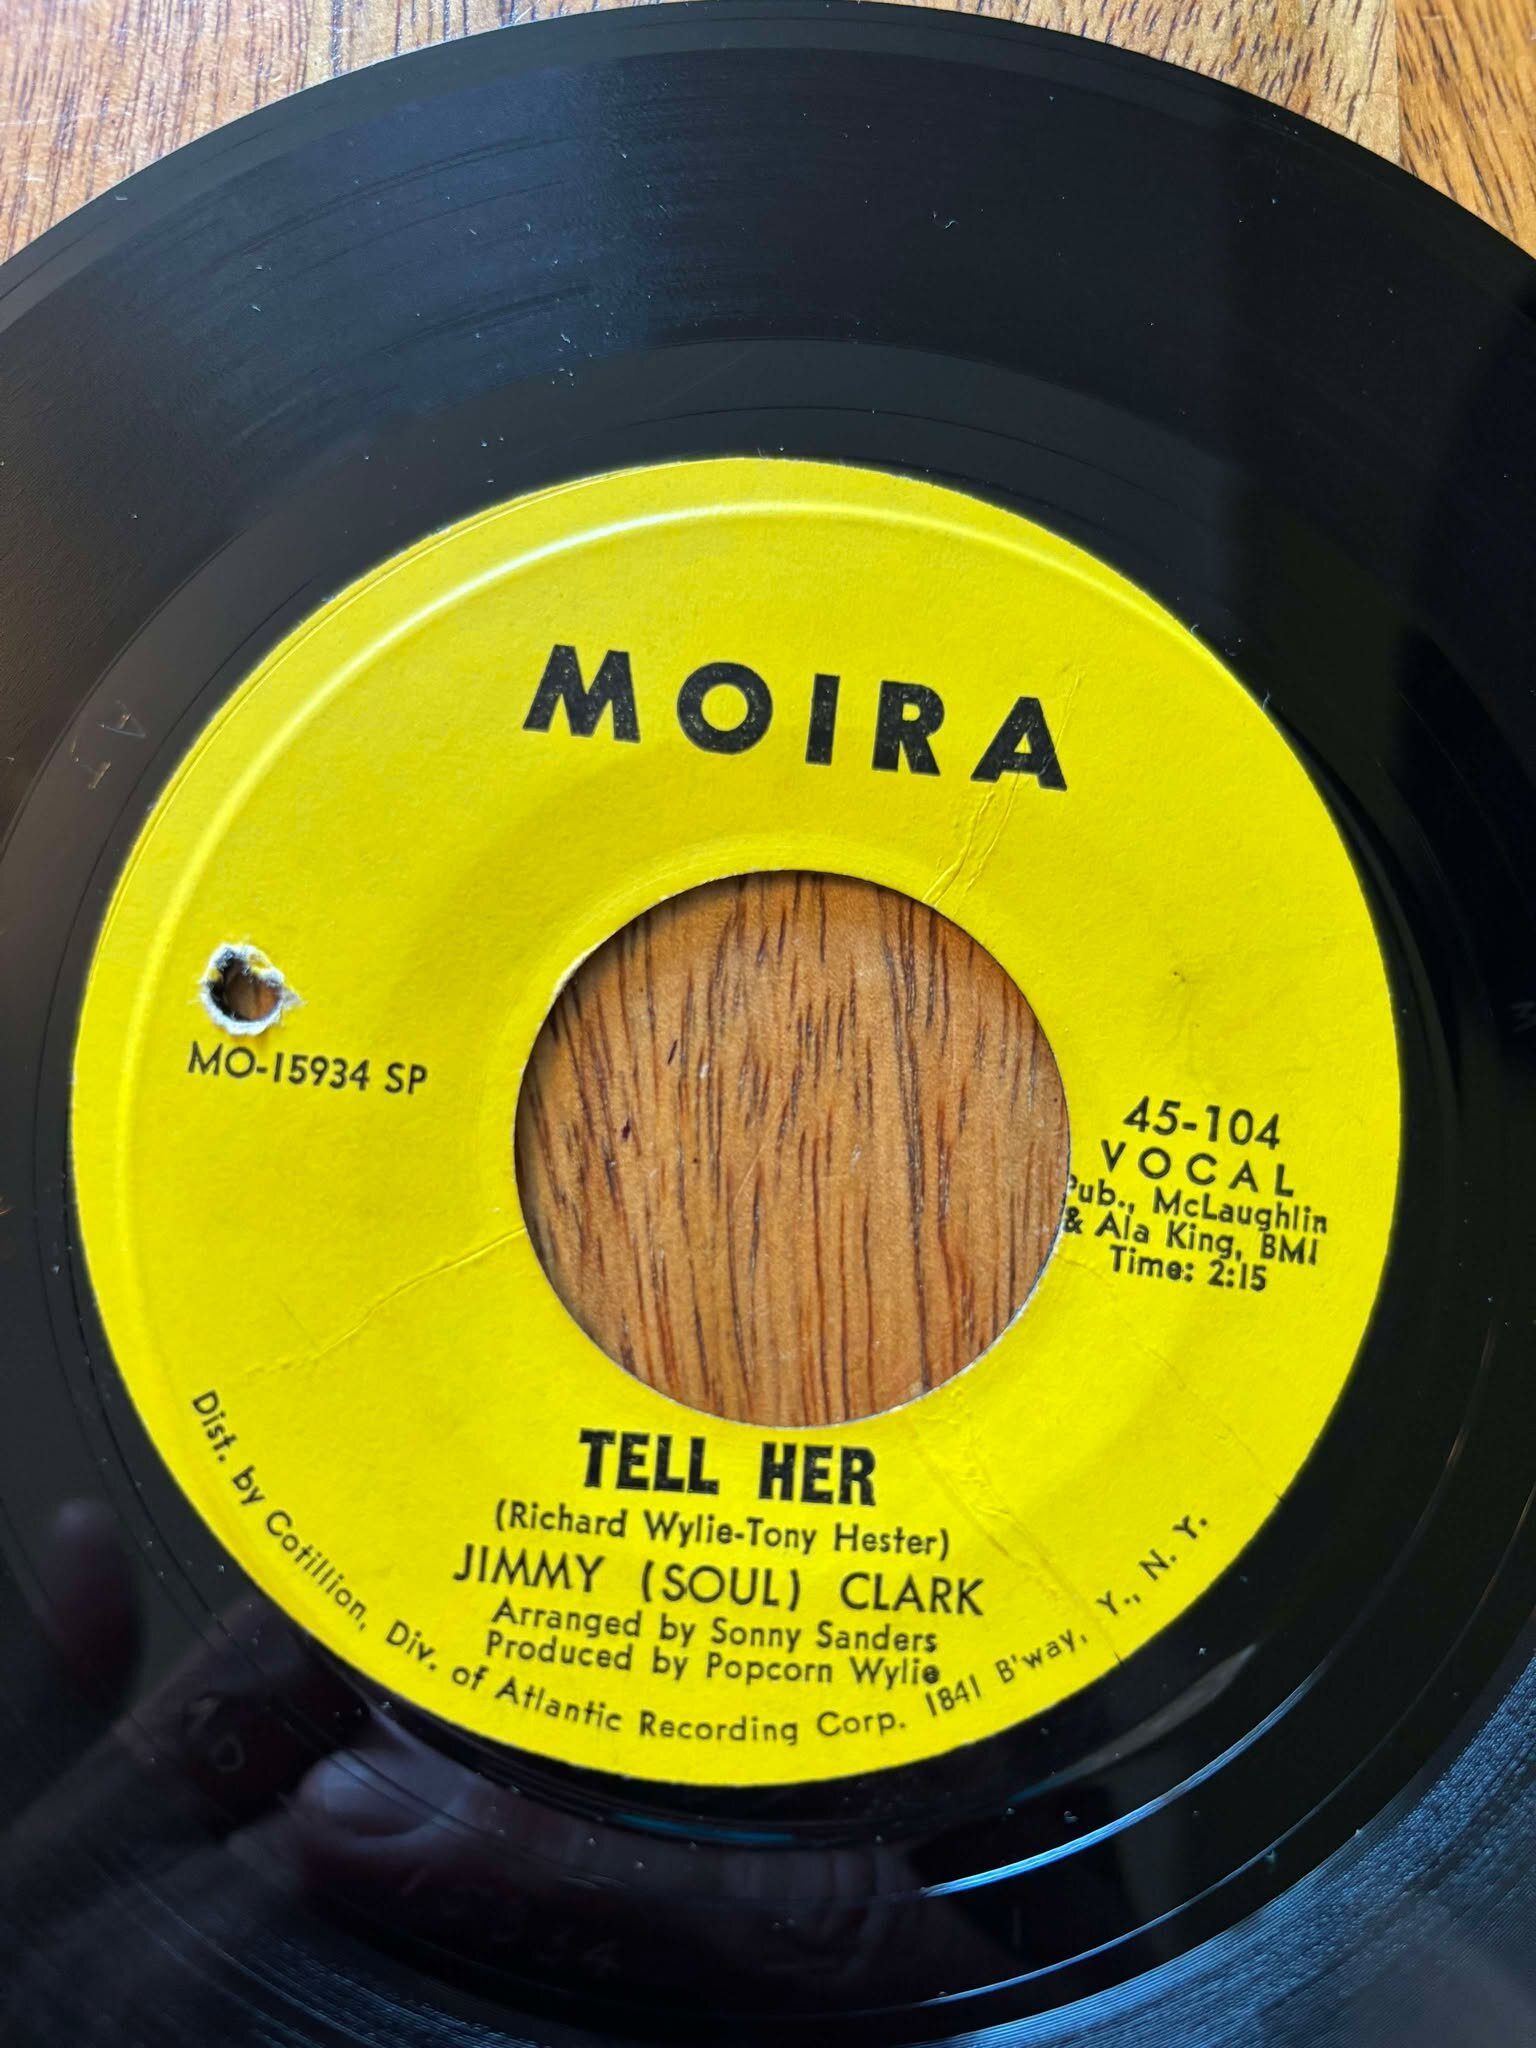 MOIRA
MO-15934 SP
45-104
VOCAL
Pub., McLaughlin
& Ala King, BMI
Time: 2:15
TELL HER
(Richard Wylie-Tony Hester)
JIMMY (SOUL) CLARK
Arranged by Sonny Sanders
Produced by Popcorn Wylie
Dist. by Cotillion, Div. of Atlantic Recording Corp. 1841 B'way, N. Y., N. Y.